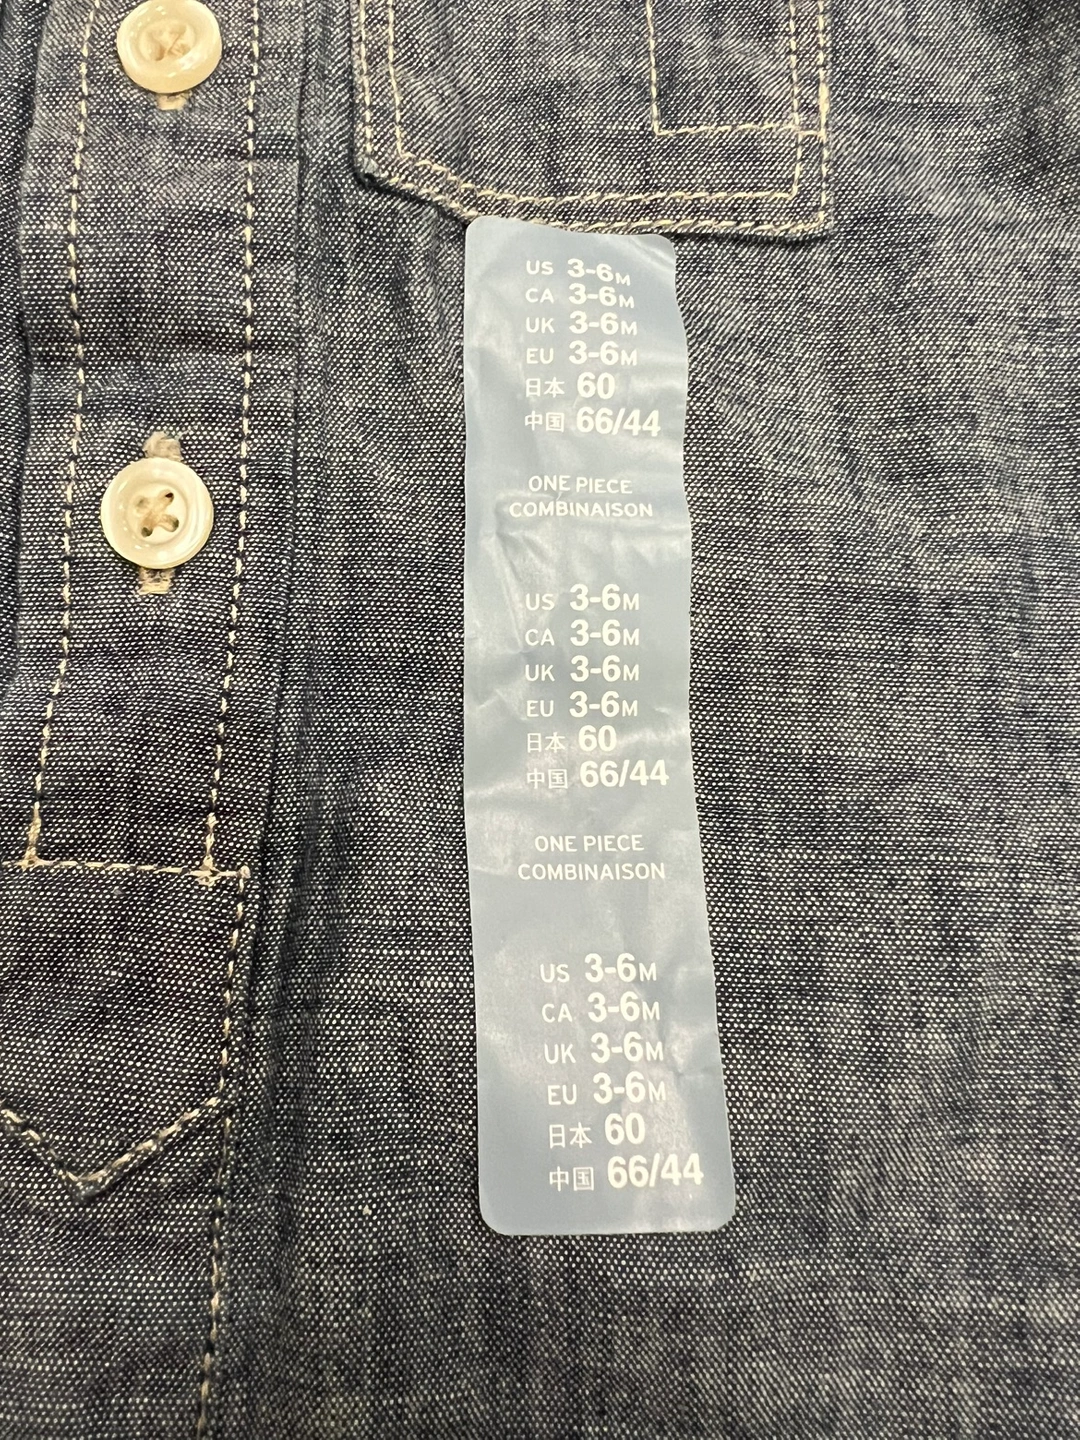 US 3-6M
CA 3-6M
UK 3-6M
EU 3-6M
日本 60
中国 66/44
ONE PIECE
COMBINAISON
US 3-6M
CA 3-6M
UK 3-6M
EU 3-6M
日本 60
中国 66/44
ONE PIECE
COMBINAISON
US 3-6M
CA 3-6M
UK 3-6M
EU 3-6M
日本 60
中国 66/44